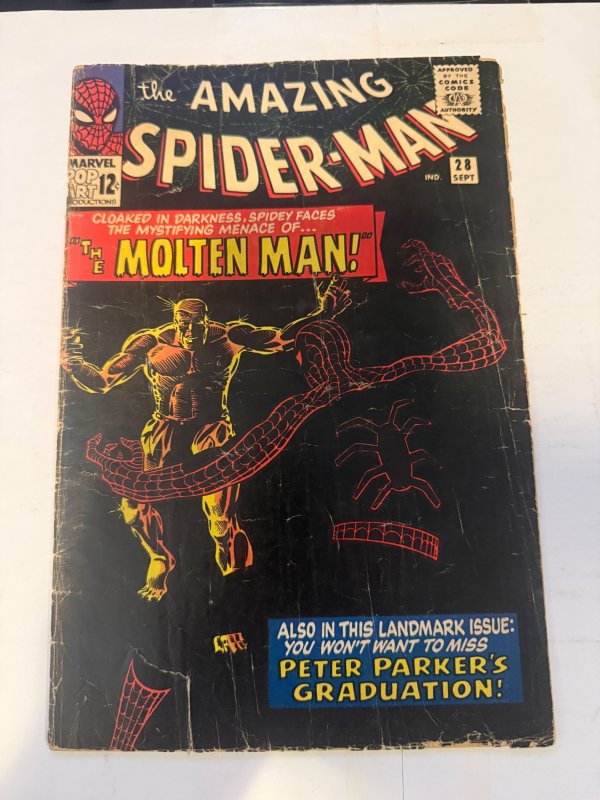 the AMAZING
SPIDER-MAN
APPROVED
BY THE
COMICS
CODE
CA
AUTHORITY
MARVEL
POP
ART
12¢
RODUCTIONS
IND.
28
SEPT
CLOAKED IN DARKNESS, SPIDEY FACES
THE MYSTIFYING MENACE OF...
"THE MOLTEN MAN!"
ALSO IN THIS LANDMARK ISSUE:
YOU WON'T WANT TO MISS
PETER PARKER'S
GRADUATION!